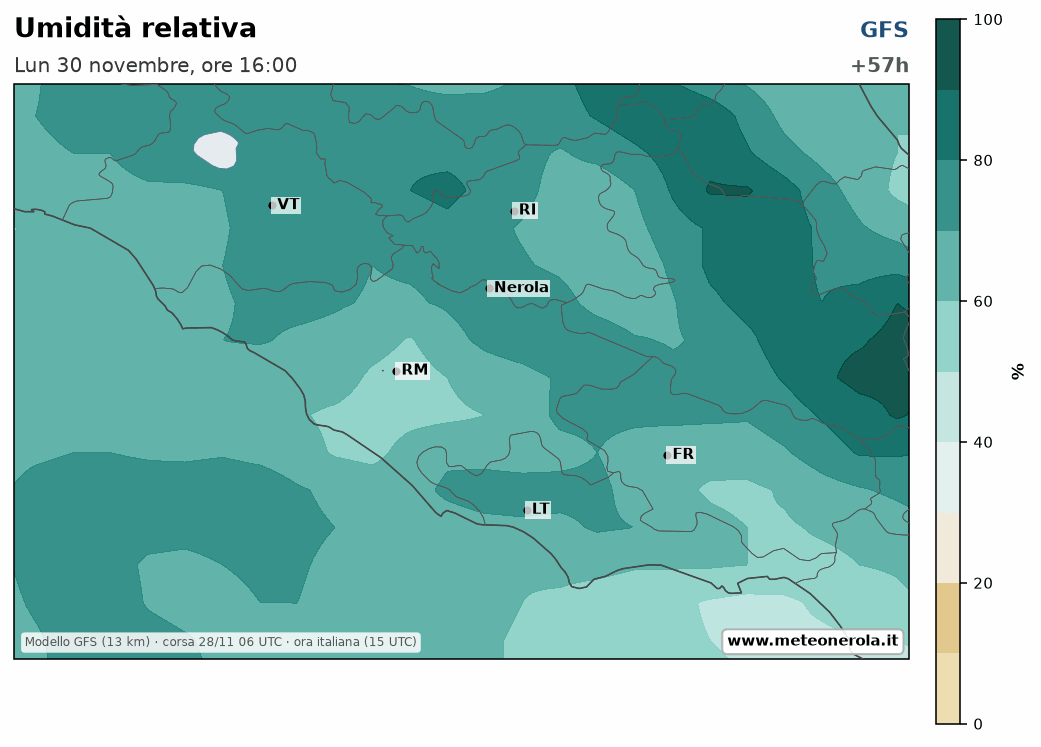 Umidità relativa
GFS
Lun 30 novembre, ore 16:00
+57h
100
80
60
40
20
0
%
VT
RI
Nerola
RM
FR
LT
Modello GFS (13 km) · corsa 28/11 06 UTC · ora italiana (15 UTC)
www.meteonerola.it